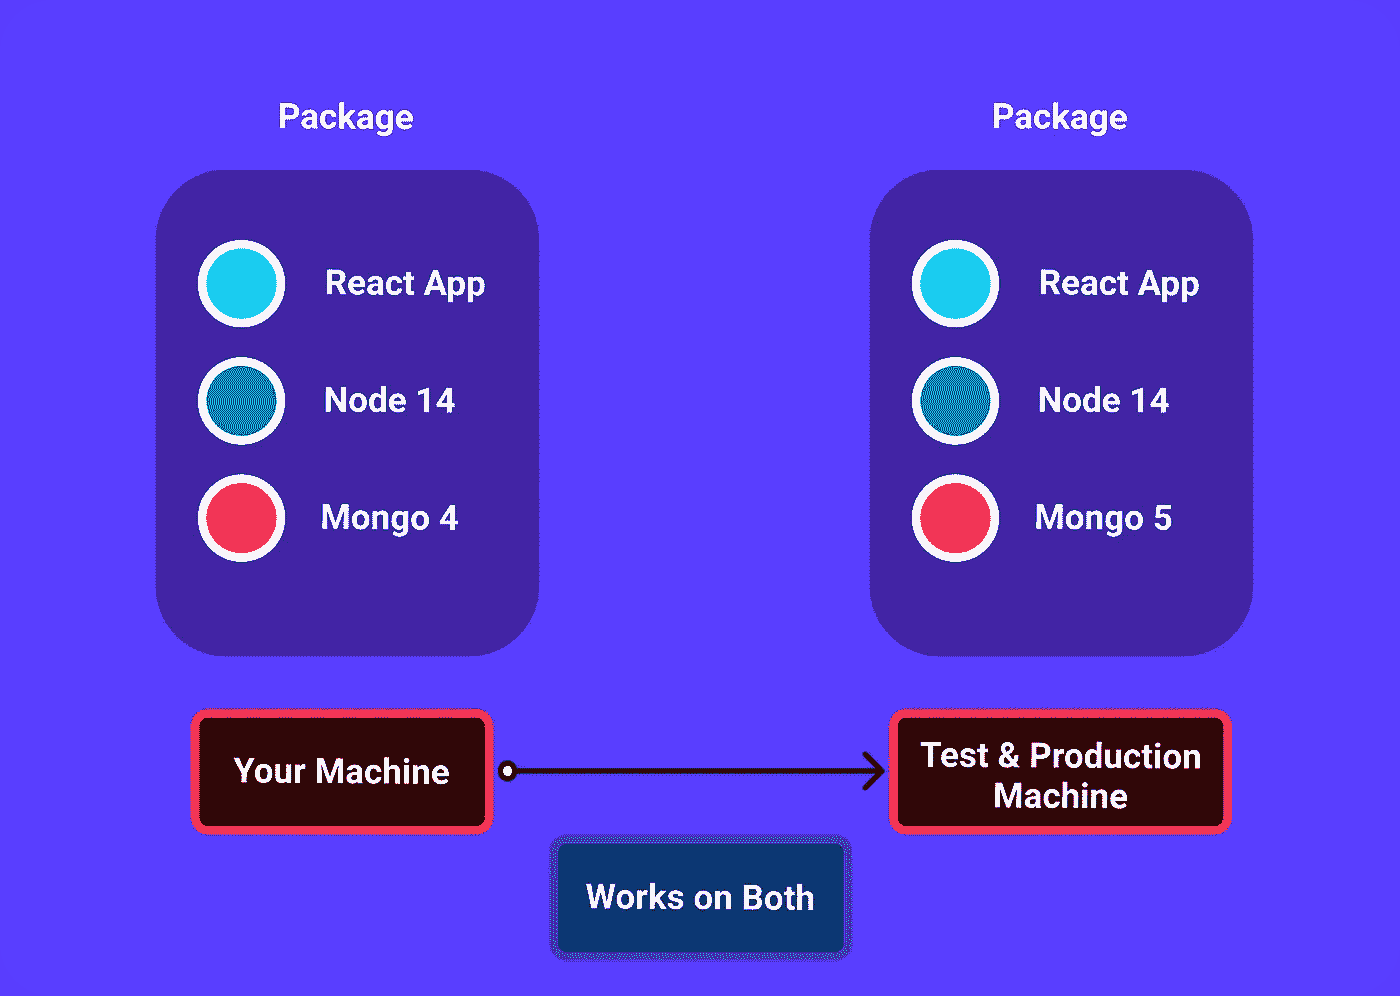 Package
React App
Node 14
Mongo 4
Your Machine
Package
React App
Node 14
Mongo 5
Test & Production
Machine
Works on Both